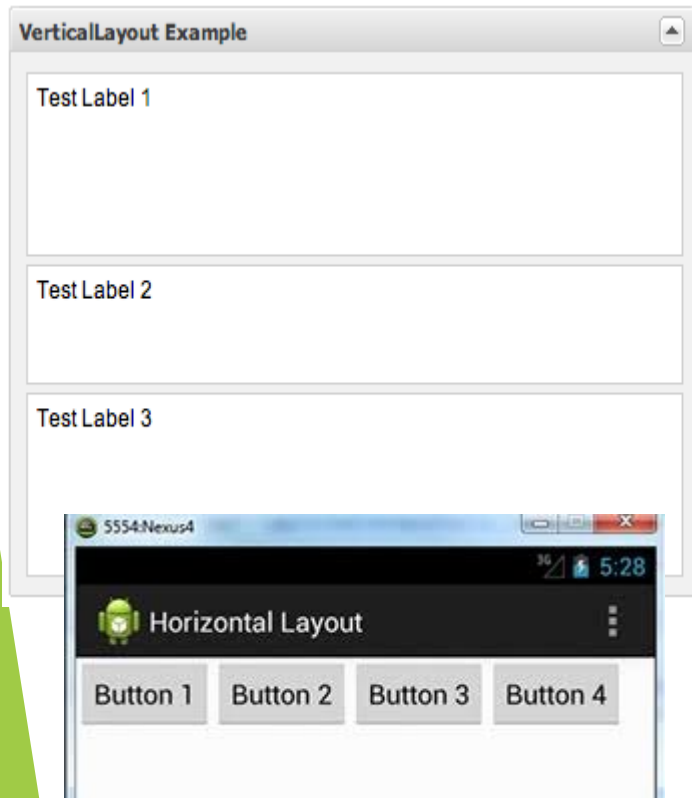 VerticalLayout Example
Test Label 1
Test Label 2
Test Label 3
5554:Nexus4
3G 5:28
Horizontal Layout
Button 1 Button 2 Button 3 Button 4